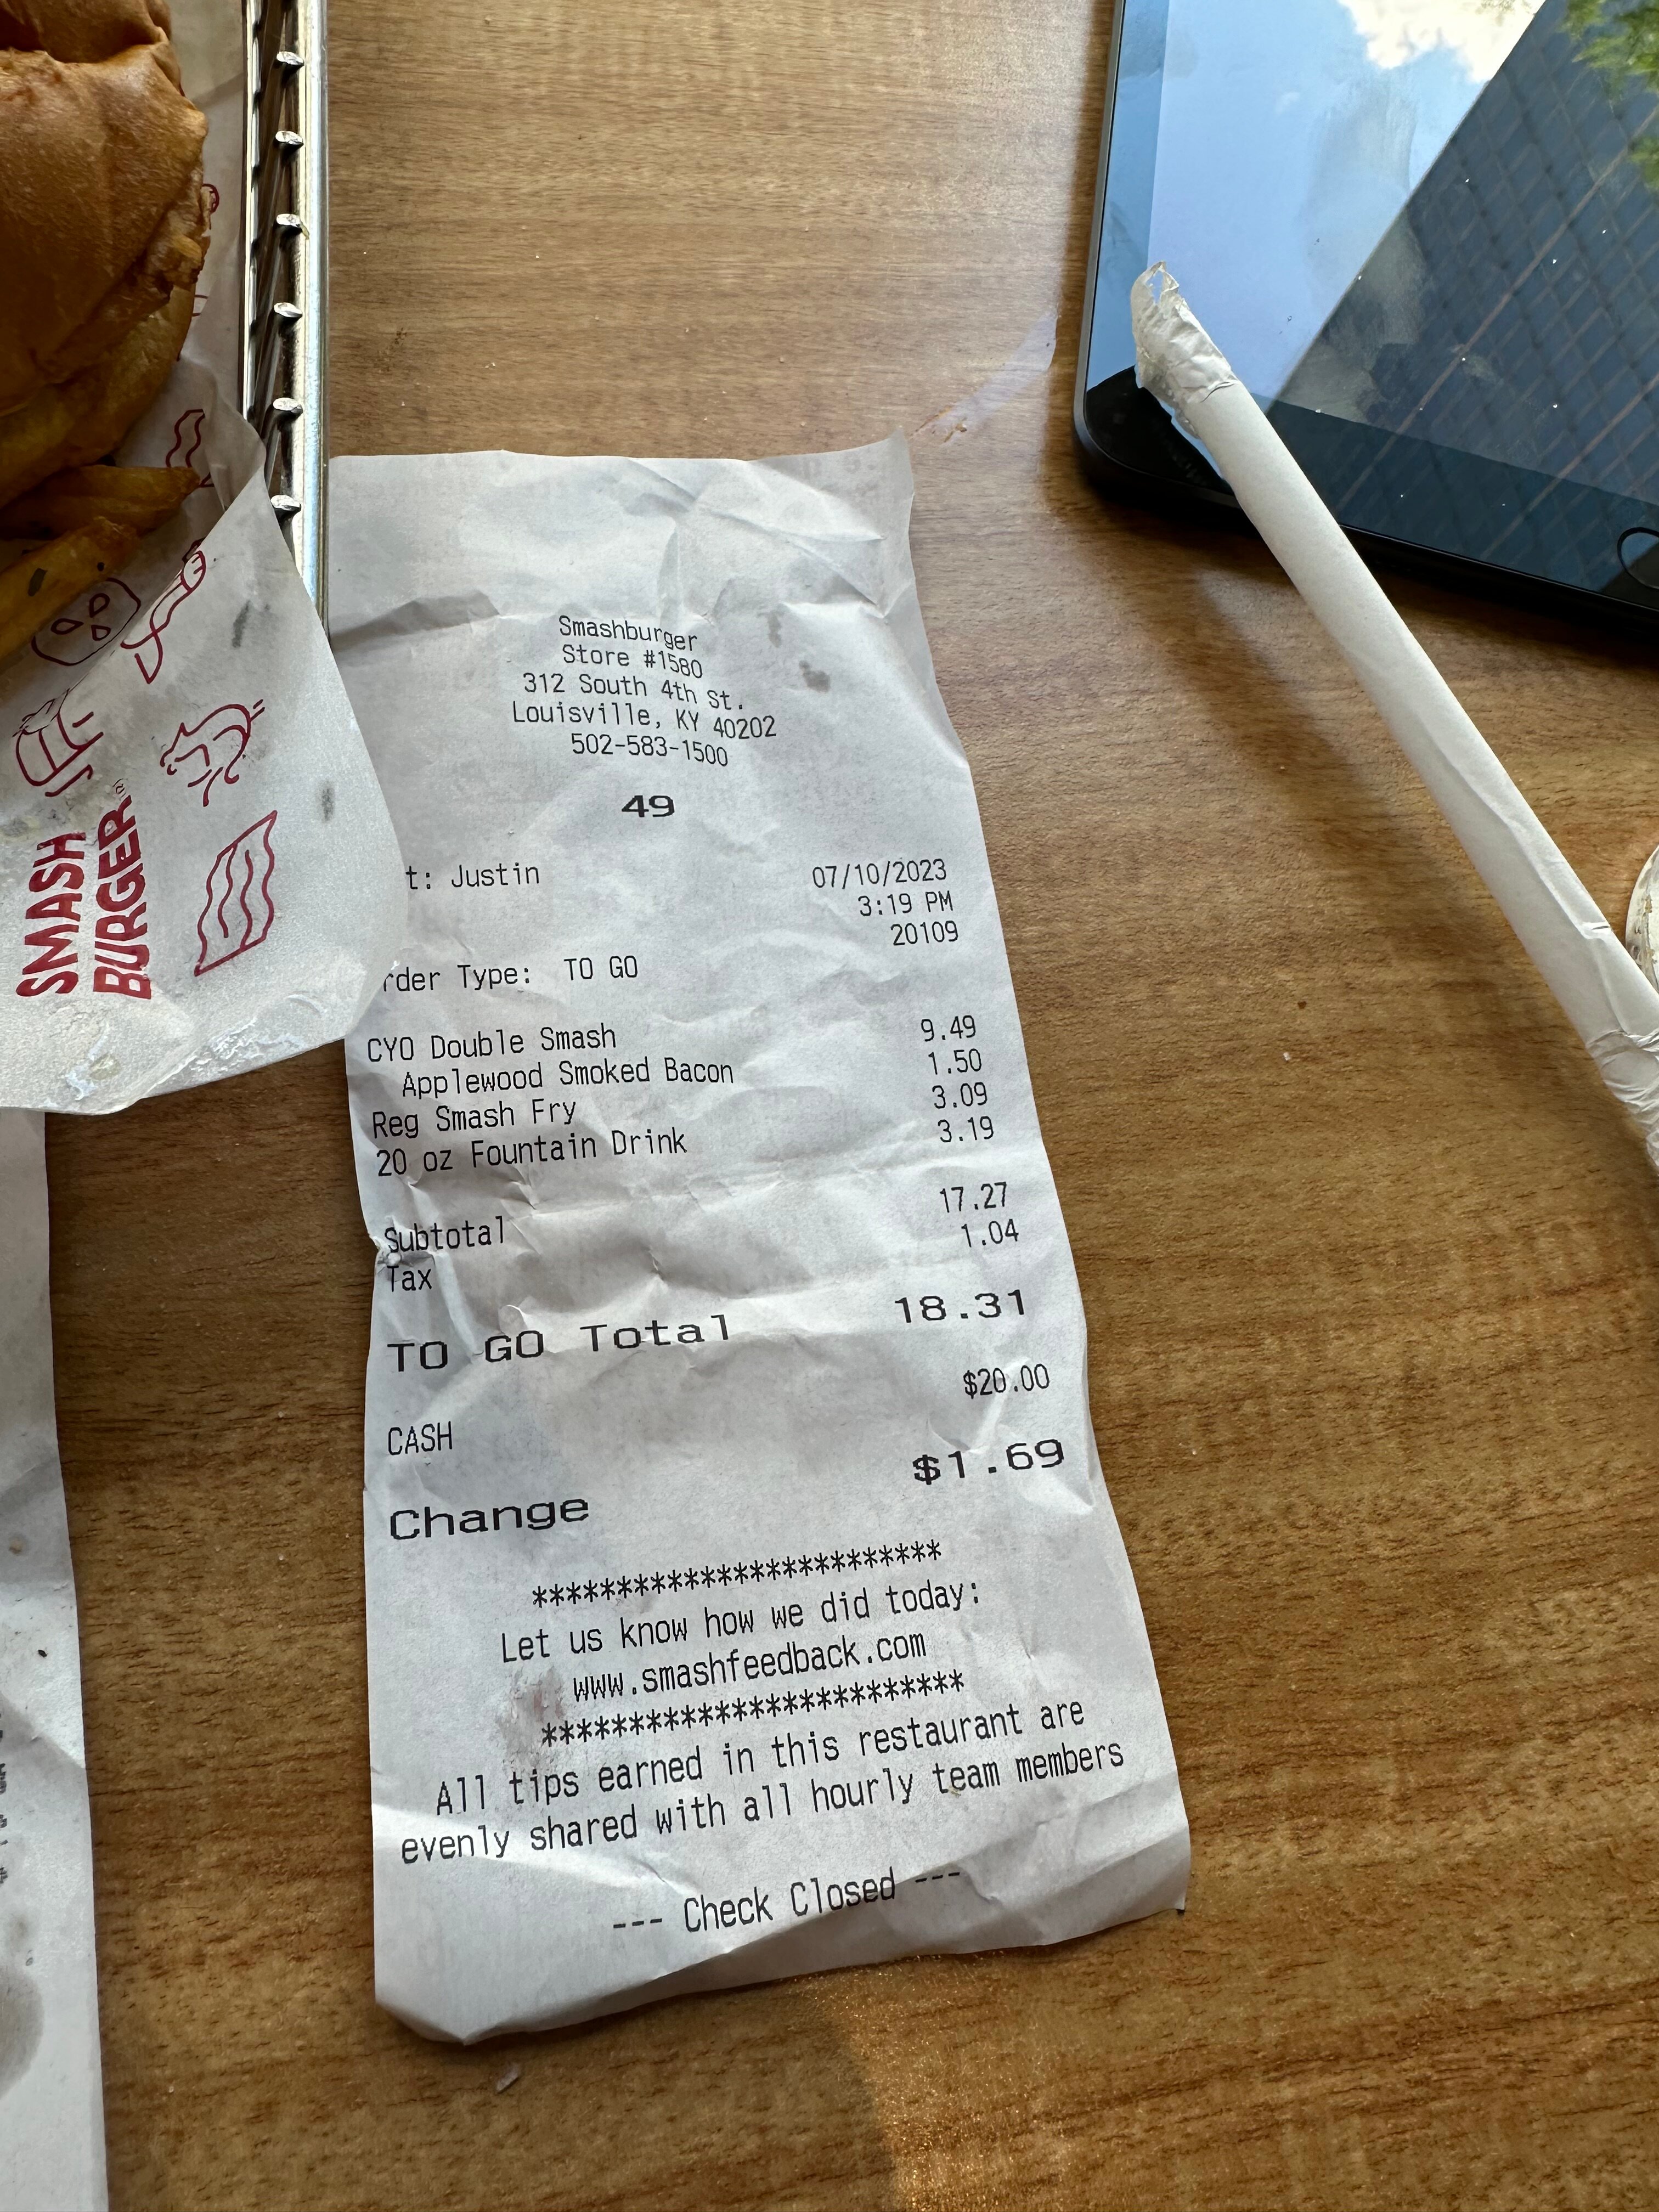 SMASH
BURGER
Smashburger
Store #1580
312 South 4th St.
Louisville, KY 40202
502-583-1500
49
t: Justin 07/10/2023
3:19 PM
20109
rder Type: TO GO
CYO Double Smash 9.49
Applewood Smoked Bacon 1.50
Reg Smash Fry 3.09
20 oz Fountain Drink 3.19
Subtotal 17.27
Tax 1.04
TO GO Total 18.31
CASH $20.00
Change $1.69
************************
Let us know how we did today:
www.smashfeedback.com
************************
All tips earned in this restaurant are
evenly shared with all hourly team members
--- Check Closed ---